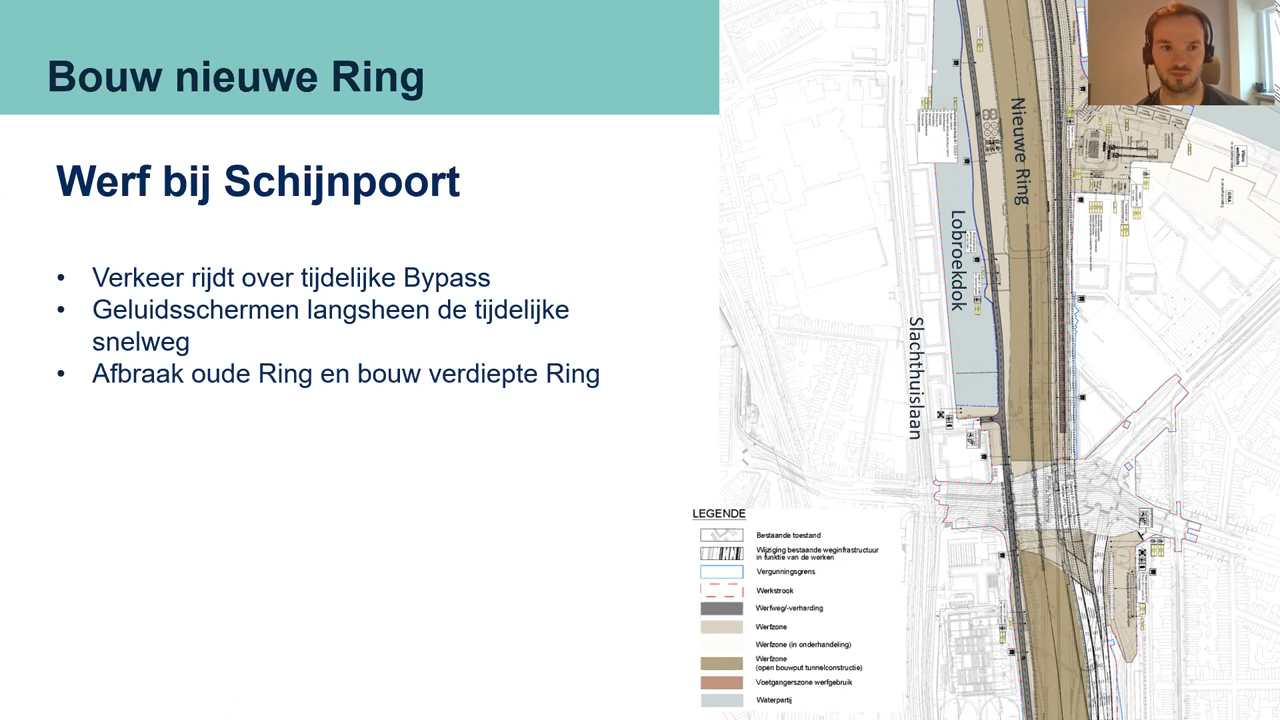 Bouw nieuwe Ring
Werf bij Schijnpoort
• Verkeer rijdt over tijdelijke Bypass
• Geluidsschermen langsheen de tijdelijke
snelweg
• Afbraak oude Ring en bouw verdiepte Ring
Nieuwe Ring
Lobroekdok
Slachthuislaan
LEGENDE
Bestaande toestand
Wijziging bestaande weginfrastructuur
in funktie van de werken
Vergunningsgrens
Werkstrook
Werfweg/-verharding
Werfzone
Werfzone (in onderhandeling)
Werfzone
(open bouwput tunnelconstructie)
Voetgangerszone werfgebruik
Waterpartij